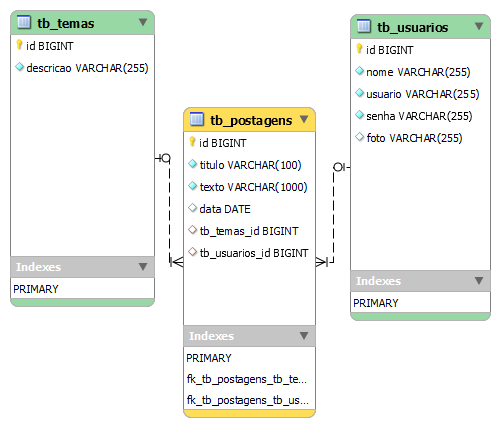 tb_temas
id BIGINT
descricao VARCHAR(255)
Indexes
PRIMARY
tb_postagens
id BIGINT
titulo VARCHAR(100)
texto VARCHAR(1000)
data DATE
tb_temas_id BIGINT
tb_usuarios_id BIGINT
Indexes
PRIMARY
fk_tb_postagens_tb_te...
fk_tb_postagens_tb_us...
tb_usuarios
id BIGINT
nome VARCHAR(255)
usuario VARCHAR(255)
senha VARCHAR(255)
foto VARCHAR(255)
Indexes
PRIMARY